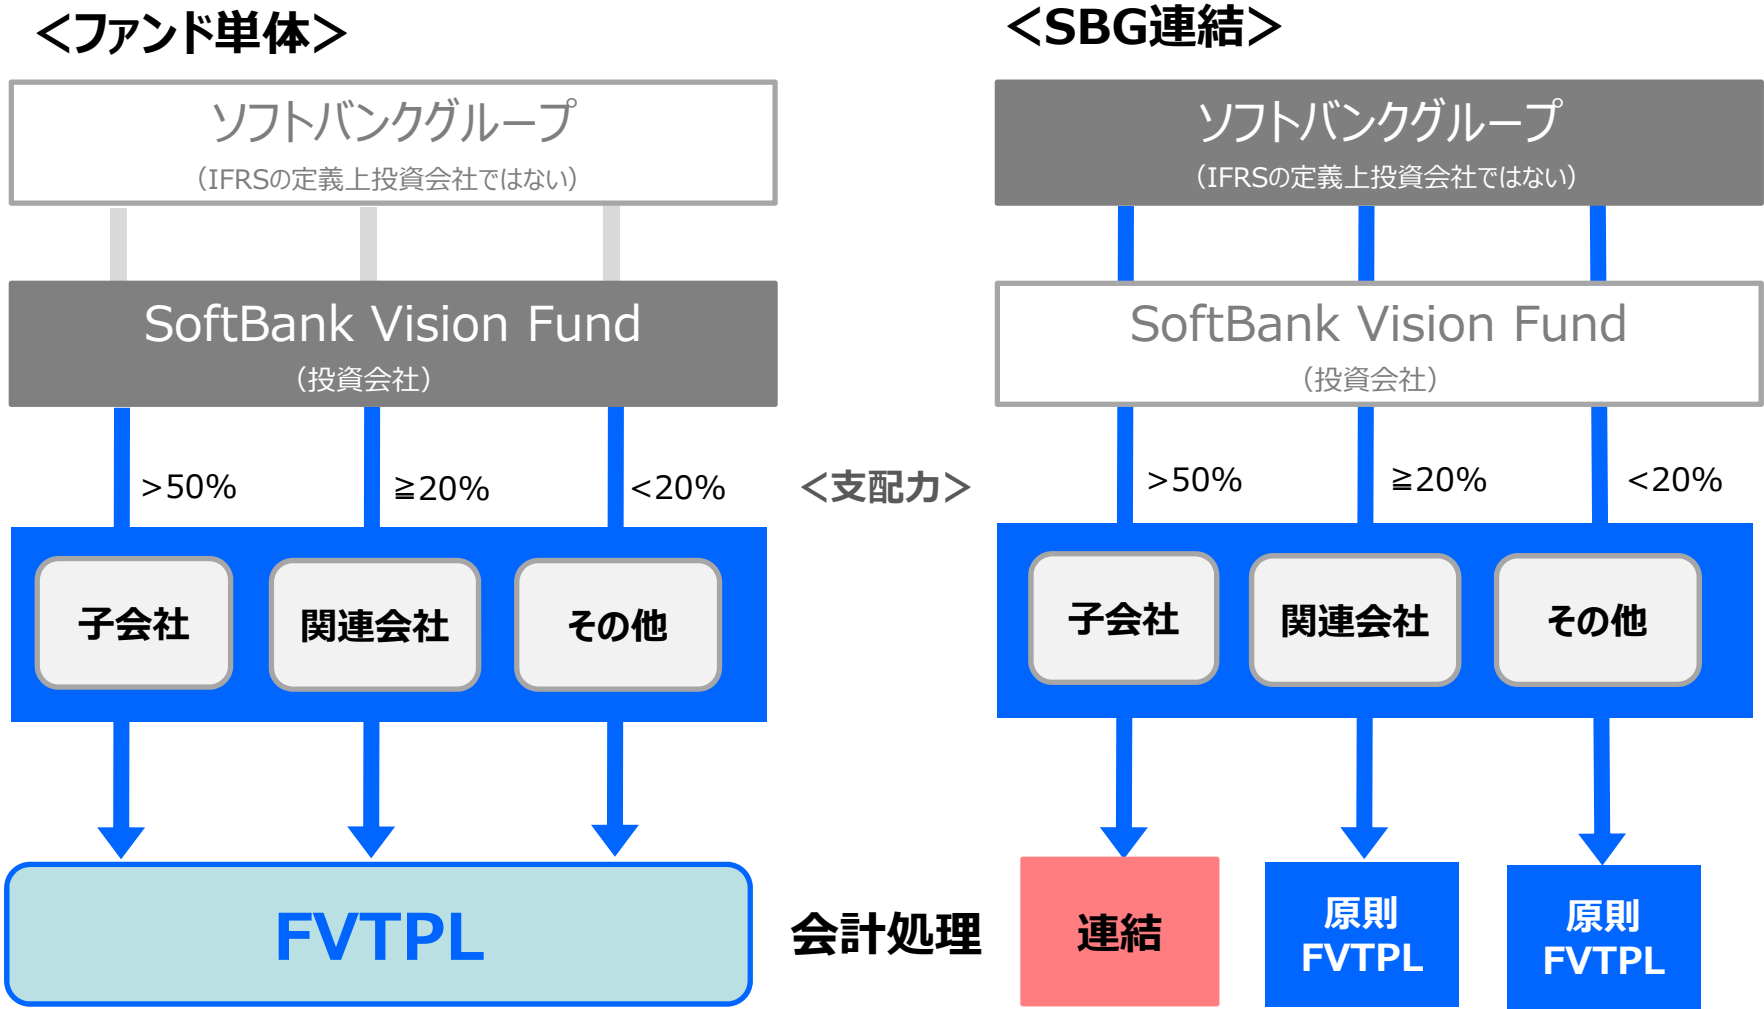 ＜ファンド単体＞
ソフトバンクグループ
（IFRSの定義上投資会社ではない）
SoftBank Vision Fund
（投資会社）
>50%
≧20%
<20%
子会社
関連会社
その他
FVTPL
＜支配力＞
会計処理
＜SBG連結＞
ソフトバンクグループ
（IFRSの定義上投資会社ではない）
SoftBank Vision Fund
（投資会社）
>50%
≧20%
<20%
子会社
関連会社
その他
連結
原則
FVTPL
原則
FVTPL